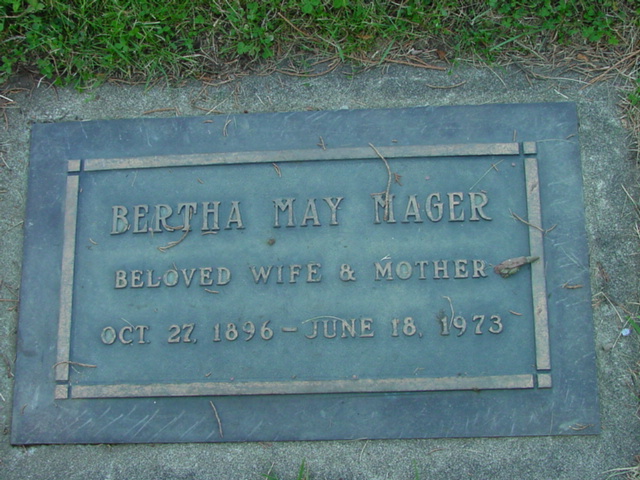 BERTHA MAY MAGER
BELOVED WIFE & MOTHER
OCT. 27, 1896 – JUNE 18, 1973